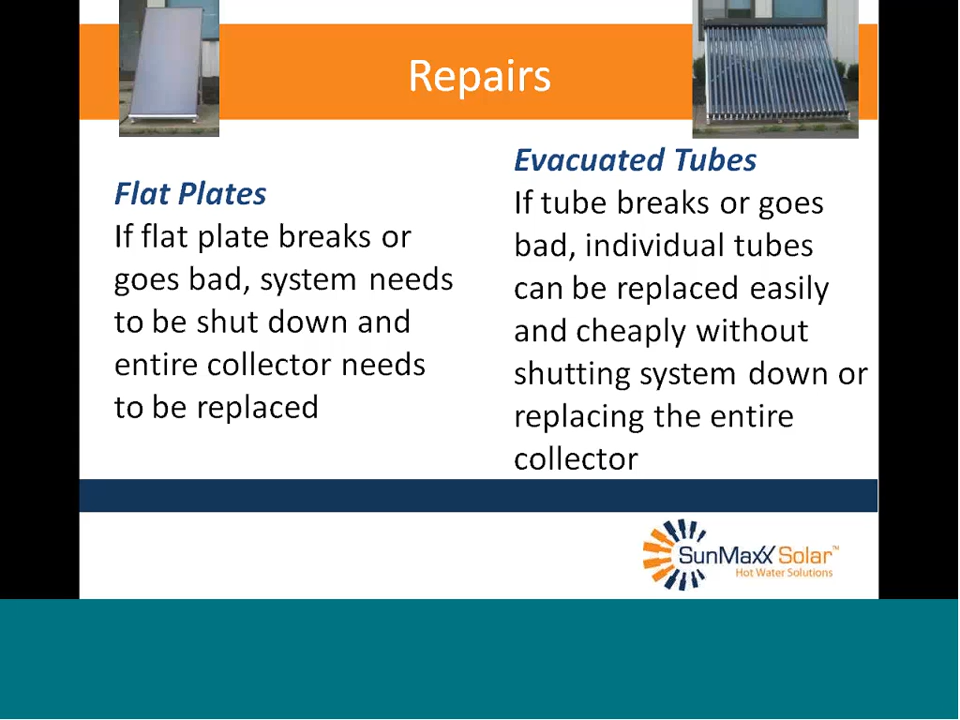 Repairs
Flat Plates
If flat plate breaks or
goes bad, system needs
to be shut down and
entire collector needs
to be replaced
Evacuated Tubes
If tube breaks or goes
bad, individual tubes
can be replaced easily
and cheaply without
shutting system down or
replacing the entire
collector
SunMaxx Solar™
Hot Water Solutions